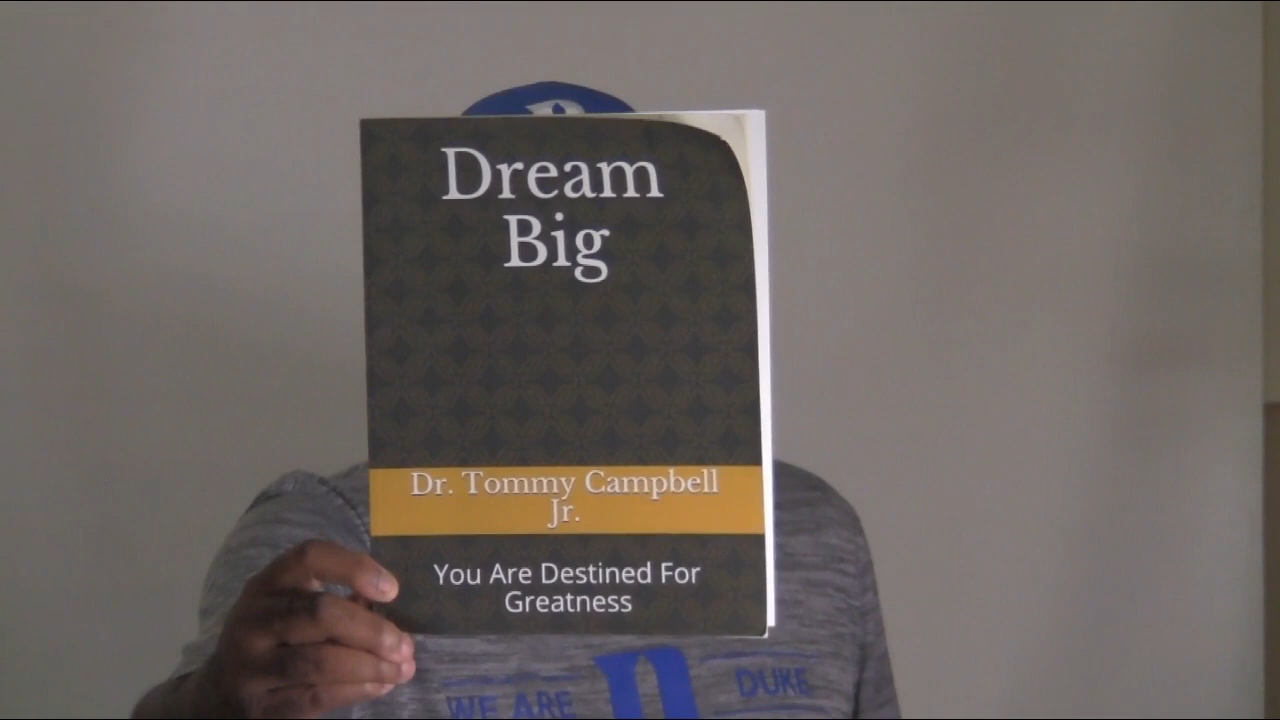 Dream
Big
Dr. Tommy Campbell
Jr.
You Are Destined For
Greatness
WE ARE D DUKE